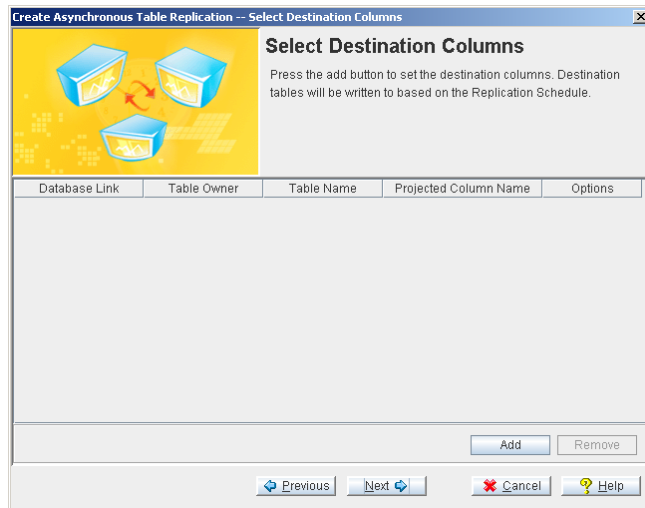 Create Asynchronous Table Replication -- Select Destination Columns
Select Destination Columns
Press the add button to set the destination columns. Destination
tables will be written to based on the Replication Schedule.
Database Link Table Owner Table Name Projected Column Name Options
Add Remove
Previous Next Cancel Help